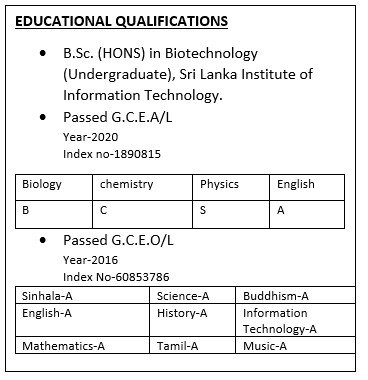 EDUCATIONAL QUALIFICATIONS
• B.Sc. (HONS) in Biotechnology
(Undergraduate), Sri Lanka Institute of
Information Technology.
• Passed G.C.E.A/L
Year-2020
Index no-1890815
Biology chemistry Physics English
B C S A
• Passed G.C.E.O/L
Year-2016
Index No-60853786
Sinhala-A Science-A Buddhism-A
English-A History-A Information
Technology-A
Mathematics-A Tamil-A Music-A